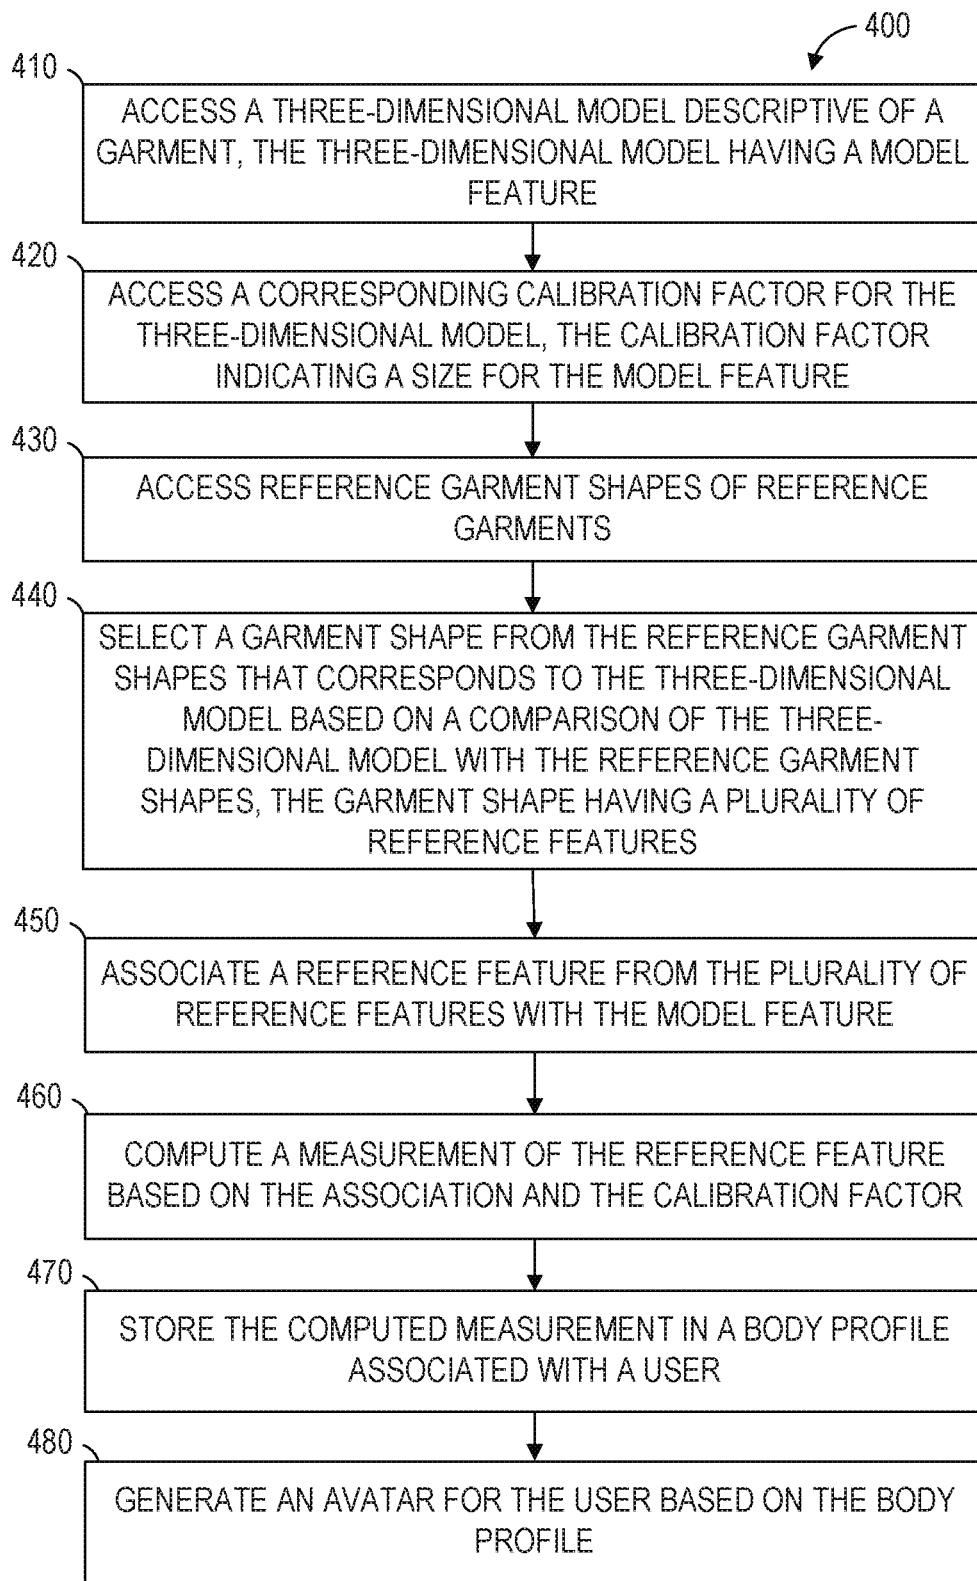 400
410
ACCESS A THREE-DIMENSIONAL MODEL DESCRIPTIVE OF A
GARMENT, THE THREE-DIMENSIONAL MODEL HAVING A MODEL
FEATURE
420
ACCESS A CORRESPONDING CALIBRATION FACTOR FOR THE
THREE-DIMENSIONAL MODEL, THE CALIBRATION FACTOR
INDICATING A SIZE FOR THE MODEL FEATURE
430
ACCESS REFERENCE GARMENT SHAPES OF REFERENCE
GARMENTS
440
SELECT A GARMENT SHAPE FROM THE REFERENCE GARMENT
SHAPES THAT CORRESPONDS TO THE THREE-DIMENSIONAL
MODEL BASED ON A COMPARISON OF THE THREE-
DIMENSIONAL MODEL WITH THE REFERENCE GARMENT
SHAPES, THE GARMENT SHAPE HAVING A PLURALITY OF
REFERENCE FEATURES
450
ASSOCIATE A REFERENCE FEATURE FROM THE PLURALITY OF
REFERENCE FEATURES WITH THE MODEL FEATURE
460
COMPUTE A MEASUREMENT OF THE REFERENCE FEATURE
BASED ON THE ASSOCIATION AND THE CALIBRATION FACTOR
470
STORE THE COMPUTED MEASUREMENT IN A BODY PROFILE
ASSOCIATED WITH A USER
480
GENERATE AN AVATAR FOR THE USER BASED ON THE BODY
PROFILE